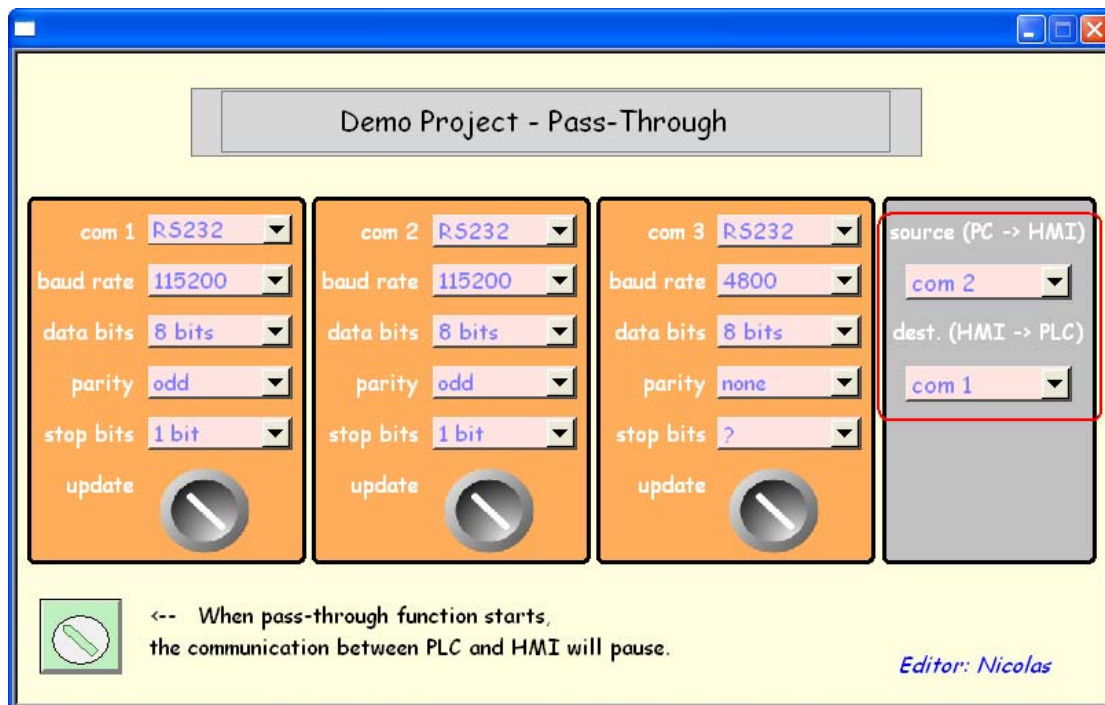 Demo Project - Pass-Through
com 1 RS232
baud rate 115200
data bits 8 bits
parity odd
stop bits 1 bit
update
com 2 RS232
baud rate 115200
data bits 8 bits
parity odd
stop bits 1 bit
update
com 3 RS232
baud rate 4800
data bits 8 bits
parity none
stop bits ?
update
source (PC -> HMI)
com 2
dest. (HMI -> PLC)
com 1
<-- When pass-through function starts,
the communication between PLC and HMI will pause.
Editor: Nicolas